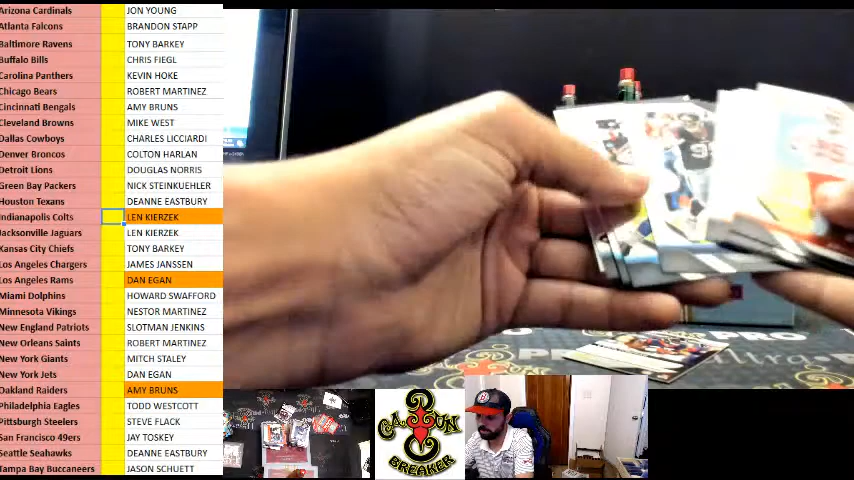 Arizona Cardinals JON YOUNG
Atlanta Falcons BRANDON STAPP
Baltimore Ravens TONY BARKEY
Buffalo Bills CHRIS FIEGL
Carolina Panthers KEVIN HOKE
Chicago Bears ROBERT MARTINEZ
Cincinnati Bengals AMY BRUNS
Cleveland Browns MIKE WEST
Dallas Cowboys CHARLES LICCIARDI
Denver Broncos COLTON HARLAN
Detroit Lions DOUGLAS NORRIS
Green Bay Packers NICK STEINKUEHLER
Houston Texans DEANNE EASTBURY
Indianapolis Colts LEN KIERZEK
Jacksonville Jaguars LEN KIERZEK
Kansas City Chiefs TONY BARKEY
Los Angeles Chargers JAMES JANSSEN
Los Angeles Rams DAN EGAN
Miami Dolphins HOWARD SWAFFORD
Minnesota Vikings NESTOR MARTINEZ
New England Patriots SLOTMAN JENKINS
New Orleans Saints ROBERT MARTINEZ
New York Giants MITCH STALEY
New York Jets DAN EGAN
Oakland Raiders AMY BRUNS
Philadelphia Eagles TODD WESTCOTT
Pittsburgh Steelers STEVE FLACK
San Francisco 49ers JAY TOSKEY
Seattle Seahawks DEANNE EASTBURY
Tampa Bay Buccaneers JASON SCHUETT
PRO
CAJUN
BREAKER